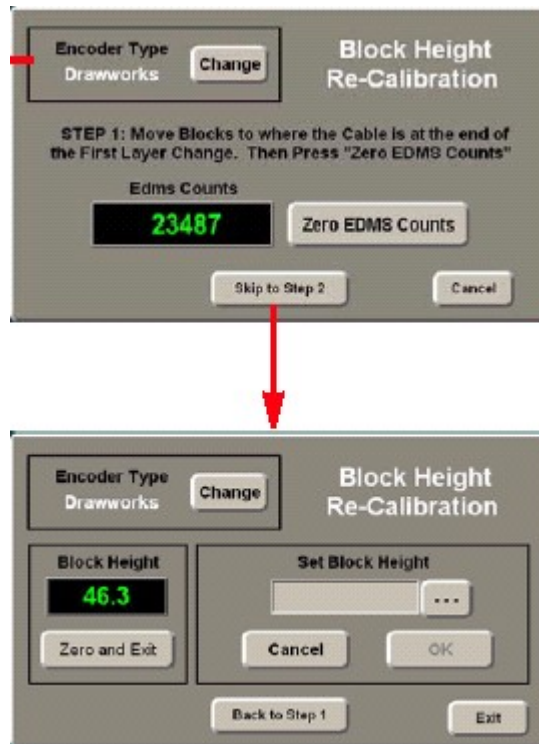 Encoder Type
Drawworks
Change
Block Height
Re-Calibration
STEP 1: Move Blocks to where the Cable is at the end of
the First Layer Change. Then Press "Zero EDMS Counts"
Edms Counts
23487
Zero EDMS Counts
Skip to Step 2
Cancel
Encoder Type
Drawworks
Change
Block Height
Re-Calibration
Block Height
46.3
Zero and Exit
Set Block Height
...
Cancel
OK
Back to Step 1
Exit